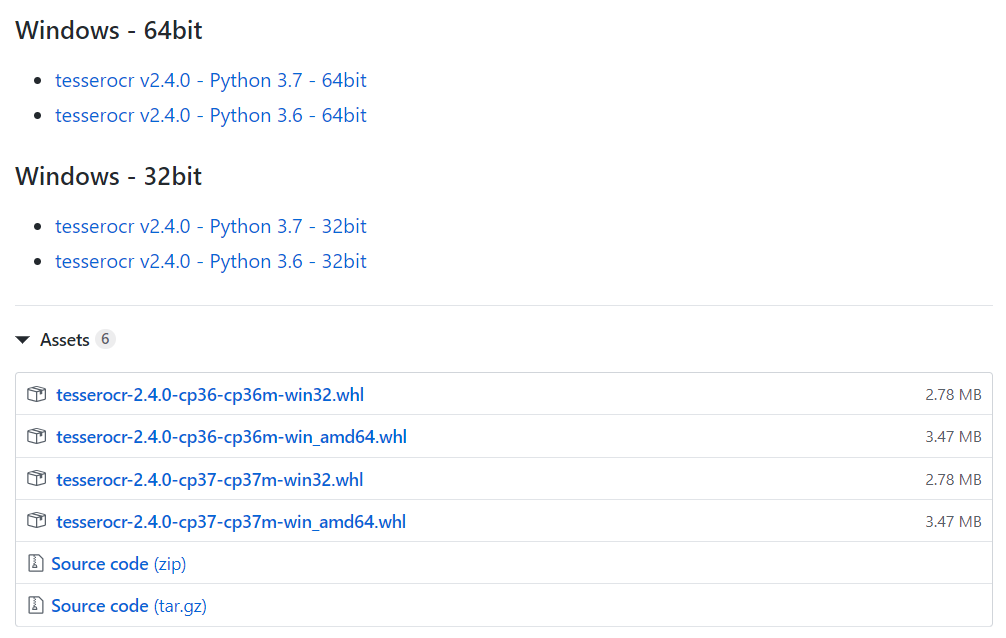 Windows - 64bit
tesserocr v2.4.0 - Python 3.7 - 64bit
tesserocr v2.4.0 - Python 3.6 - 64bit
Windows - 32bit
tesserocr v2.4.0 - Python 3.7 - 32bit
tesserocr v2.4.0 - Python 3.6 - 32bit
Assets 6
tesserocr-2.4.0-cp36-cp36m-win32.whl 2.78 MB
tesserocr-2.4.0-cp36-cp36m-win_amd64.whl 3.47 MB
tesserocr-2.4.0-cp37-cp37m-win32.whl 2.78 MB
tesserocr-2.4.0-cp37-cp37m-win_amd64.whl 3.47 MB
Source code (zip)
Source code (tar.gz)